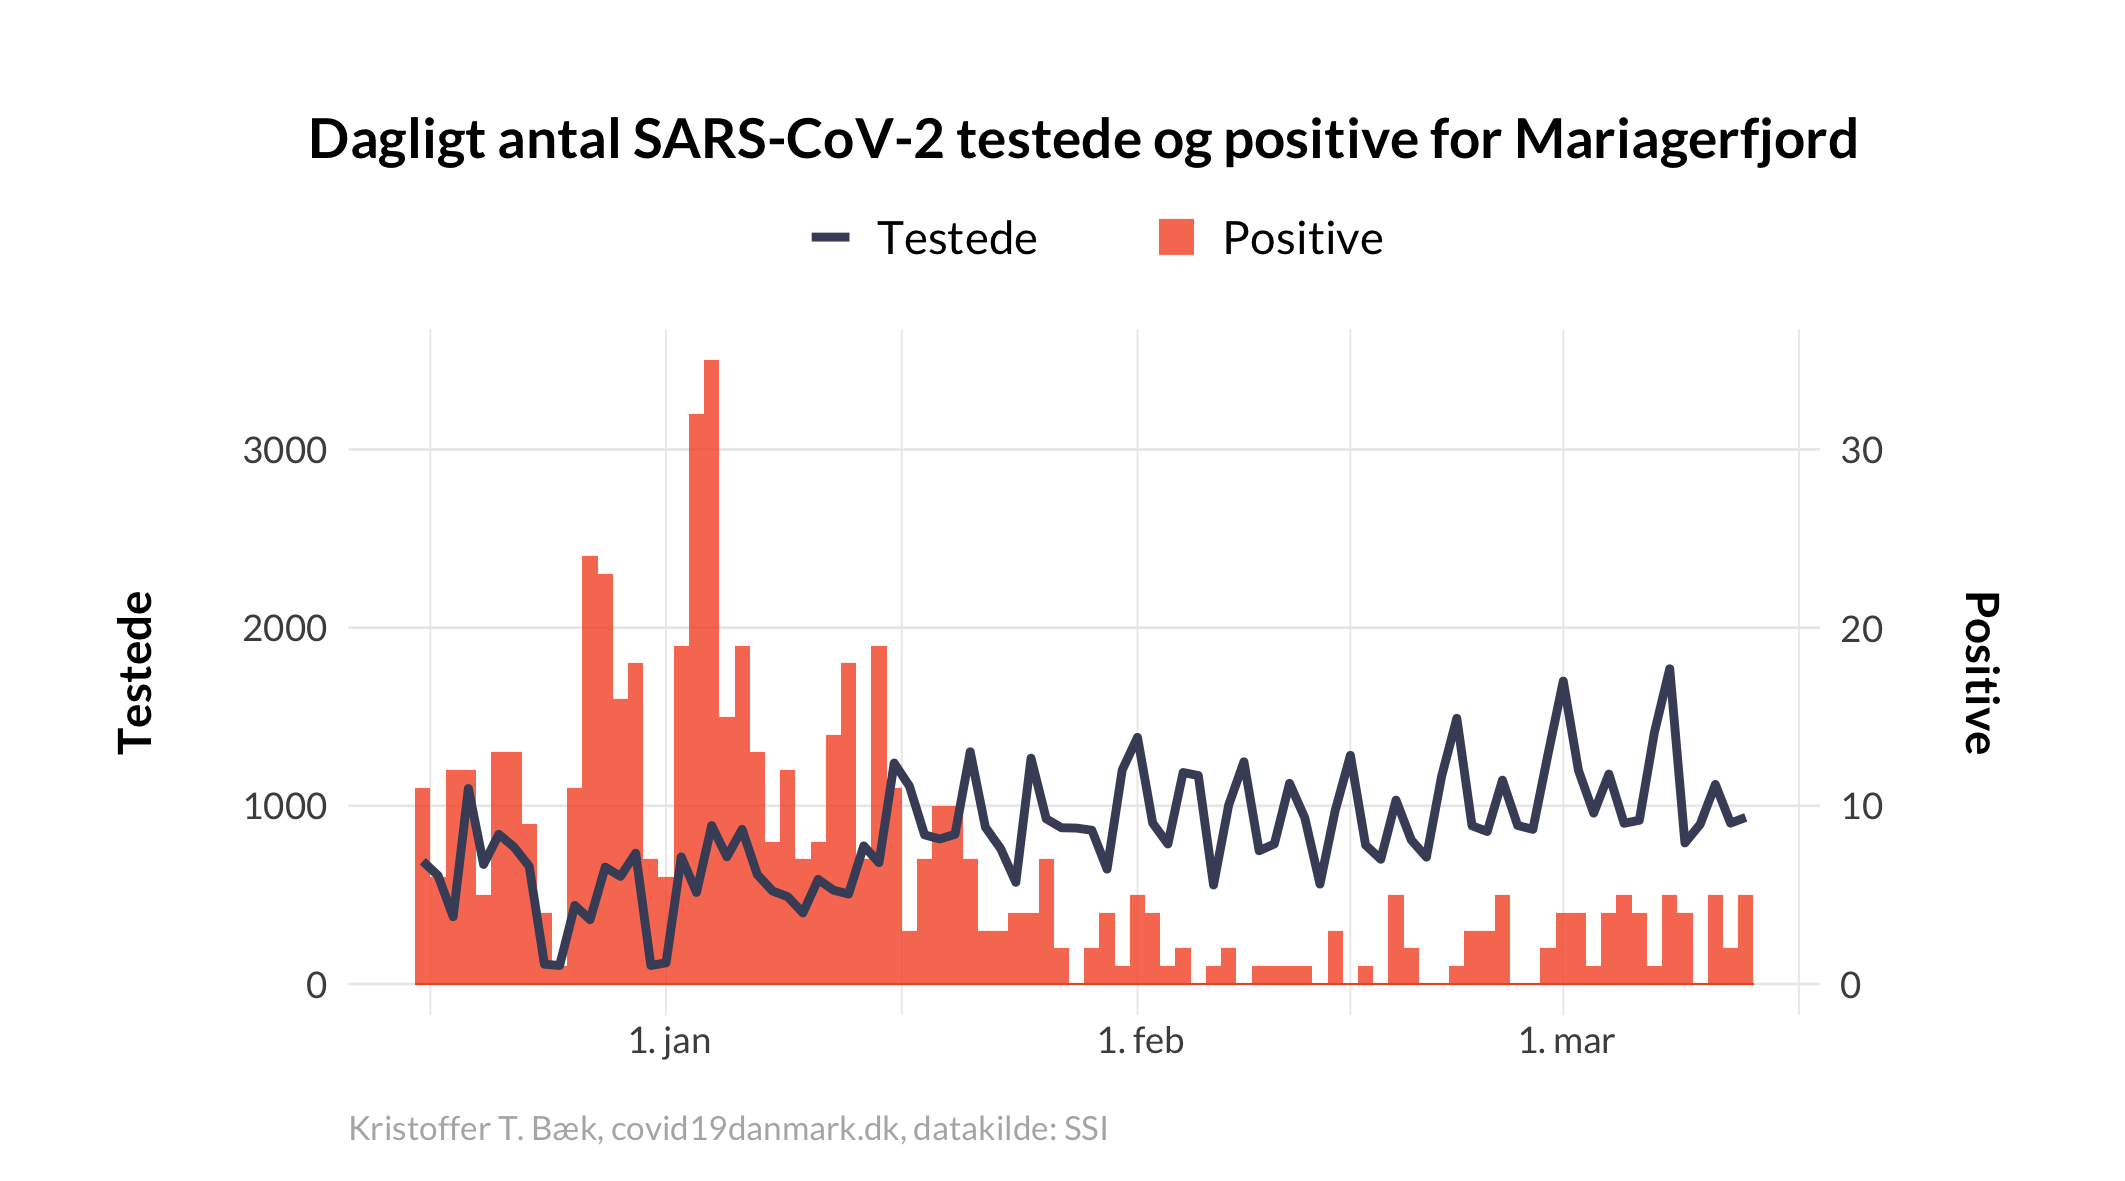 Dagligt antal SARS-CoV-2 testede og positive for Mariagerfjord
Testede Positive
Testede
3000
2000
1000
0
30
20
10
0
Positive
1. jan 1. feb 1. mar
Kristoffer T. Bæk, covid19danmark.dk, datakilde: SSI